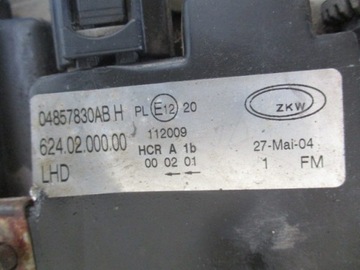 04857830AB H PL E12 20 ZKW
112009
624.02.000.00 HCR A 1b 27-Mai-04
LHD 00 02 01 1 FM